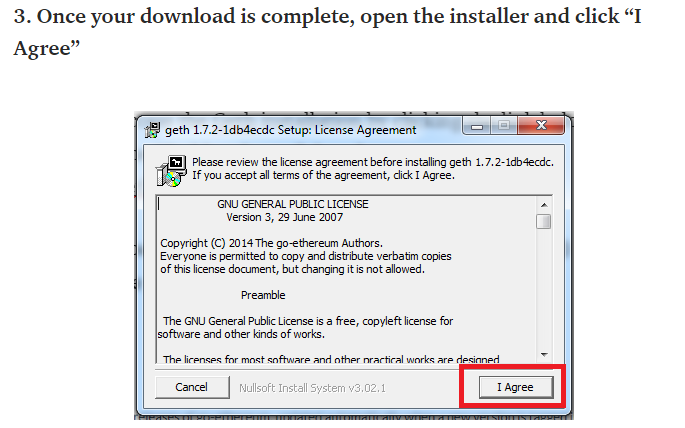 3. Once your download is complete, open the installer and click “I
Agree”
geth 1.7.2-1db4ecdc Setup: License Agreement
Please review the license agreement before installing geth 1.7.2-1db4ecdc.
If you accept all terms of the agreement, click I Agree.
GNU GENERAL PUBLIC LICENSE
Version 3, 29 June 2007
Copyright (C) 2014 The go-ethereum Authors.
Everyone is permitted to copy and distribute verbatim copies
of this license document, but changing it is not allowed.
Preamble
The GNU General Public License is a free, copyleft license for
software and other kinds of works.
The licenses for most software and other practical works are designed
Cancel
Nullsoft Install System v3.02.1
I Agree